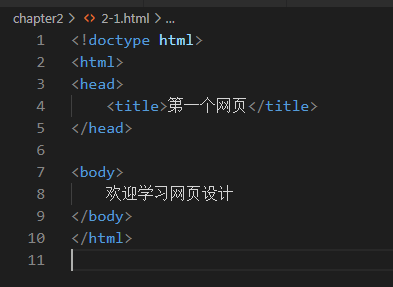 chapter2 > <> 2-1.html > ...
1 <!doctype html>
2 <html>
3 <head>
4     <title>第一个网页</title>
5 </head>
6
7 <body>
8     欢迎学习网页设计
9 </body>
10 </html>
11